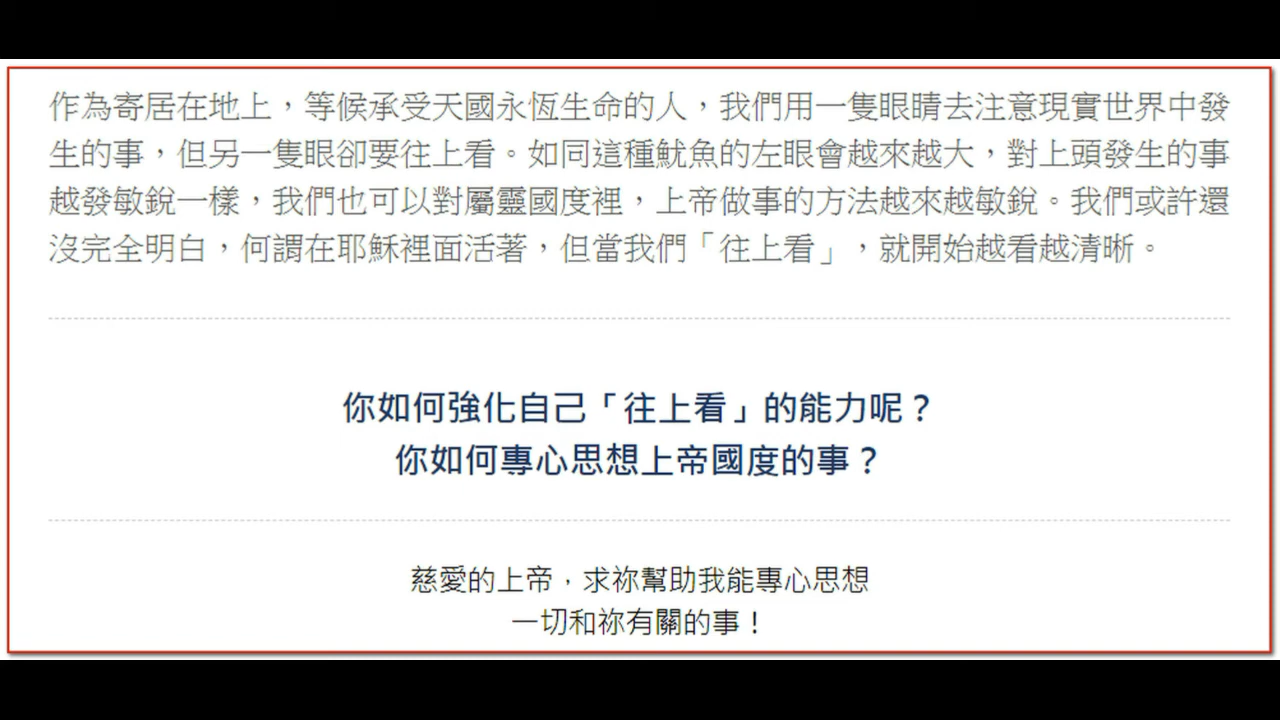 作為寄居在地上，等候承受天國永恆生命的人，我們用一隻眼睛去注意現實世界中發
生的事，但另一隻眼卻要往上看。如同這種魷魚的左眼會越來越大，對上頭發生的事
越發敏銳一樣，我們也可以對屬靈國度裡，上帝做事的方法越來越敏銳。我們或許還
沒完全明白，何謂在耶穌裡面活著，但當我們「往上看」，就開始越看越清晰。
你如何強化自己「往上看」的能力呢？
你如何專心思想上帝國度的事？
慈愛的上帝，求祢幫助我能專心思想
一切和祢有關的事！